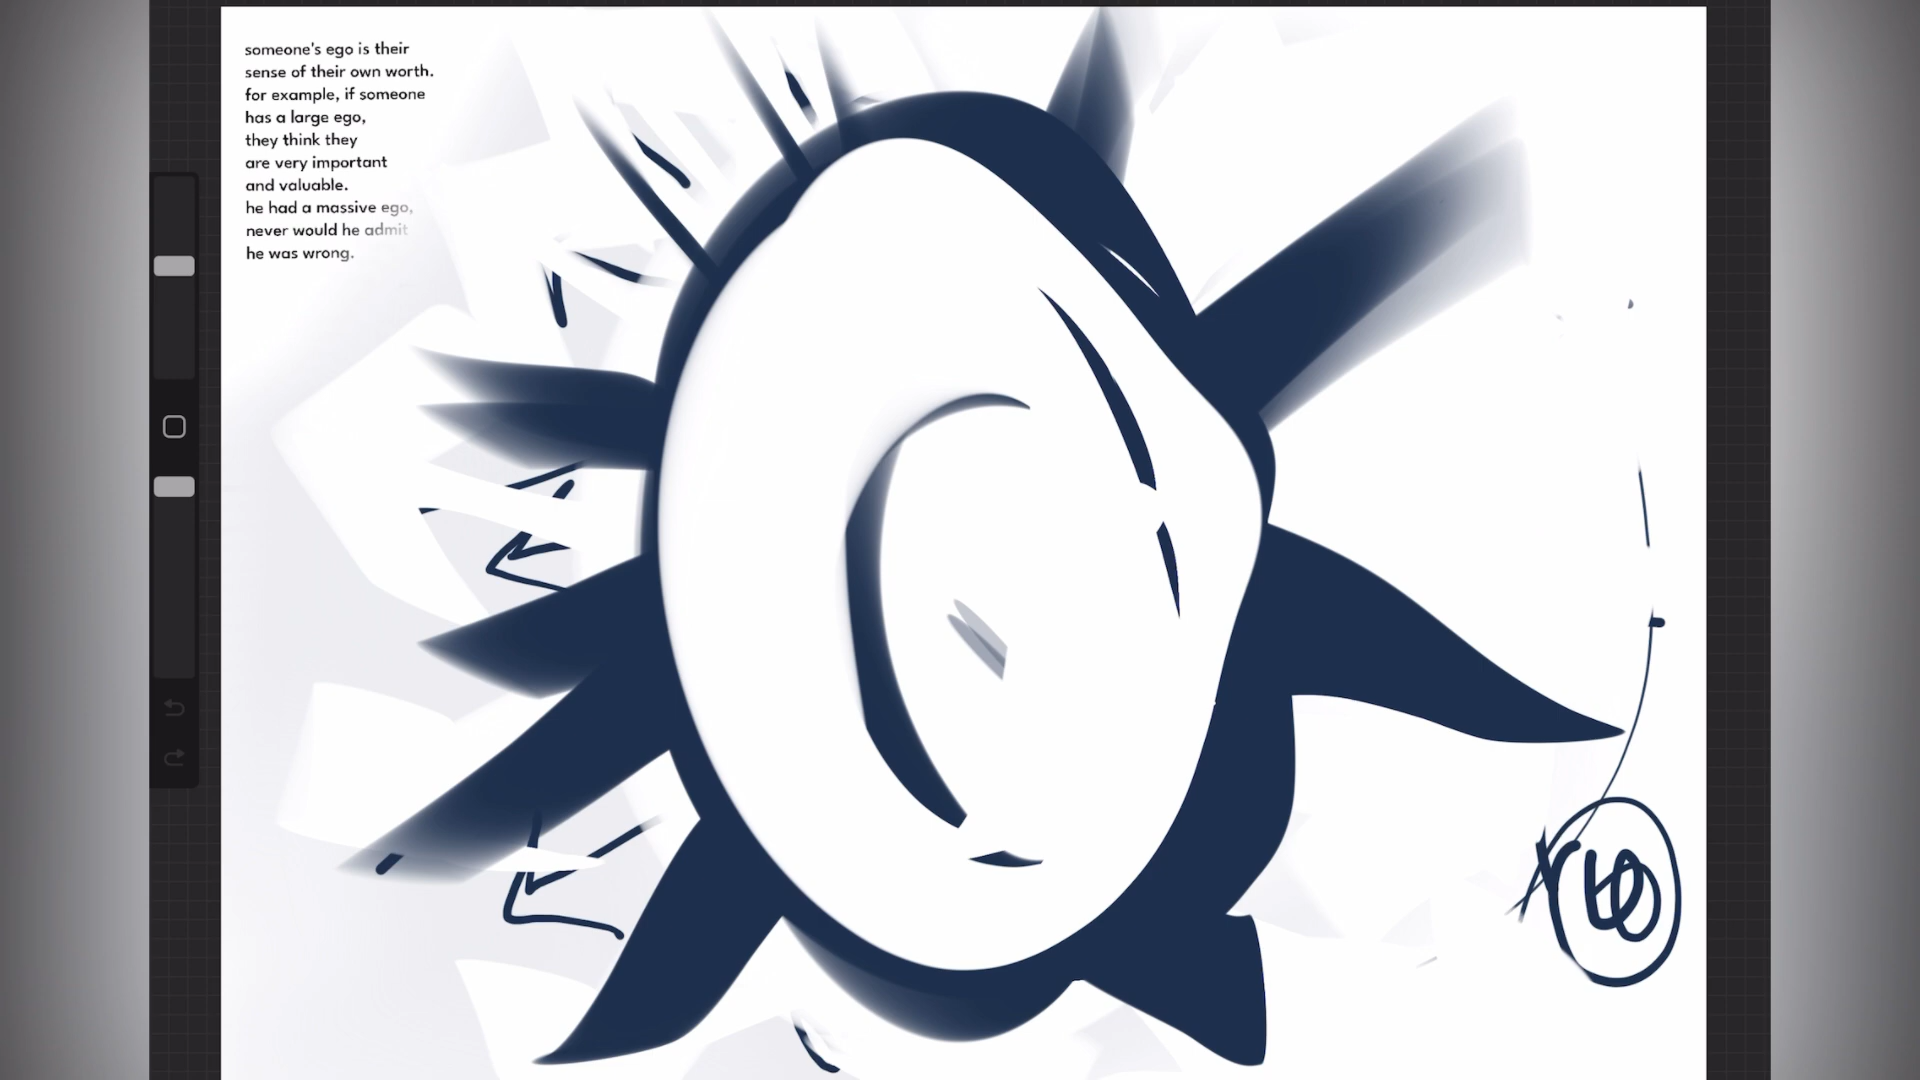 someone's ego is their
sense of their own worth.
for example, if someone
has a large ego,
they think they
are very important
and valuable.
he had a massive ego,
never would he admit
he was wrong.